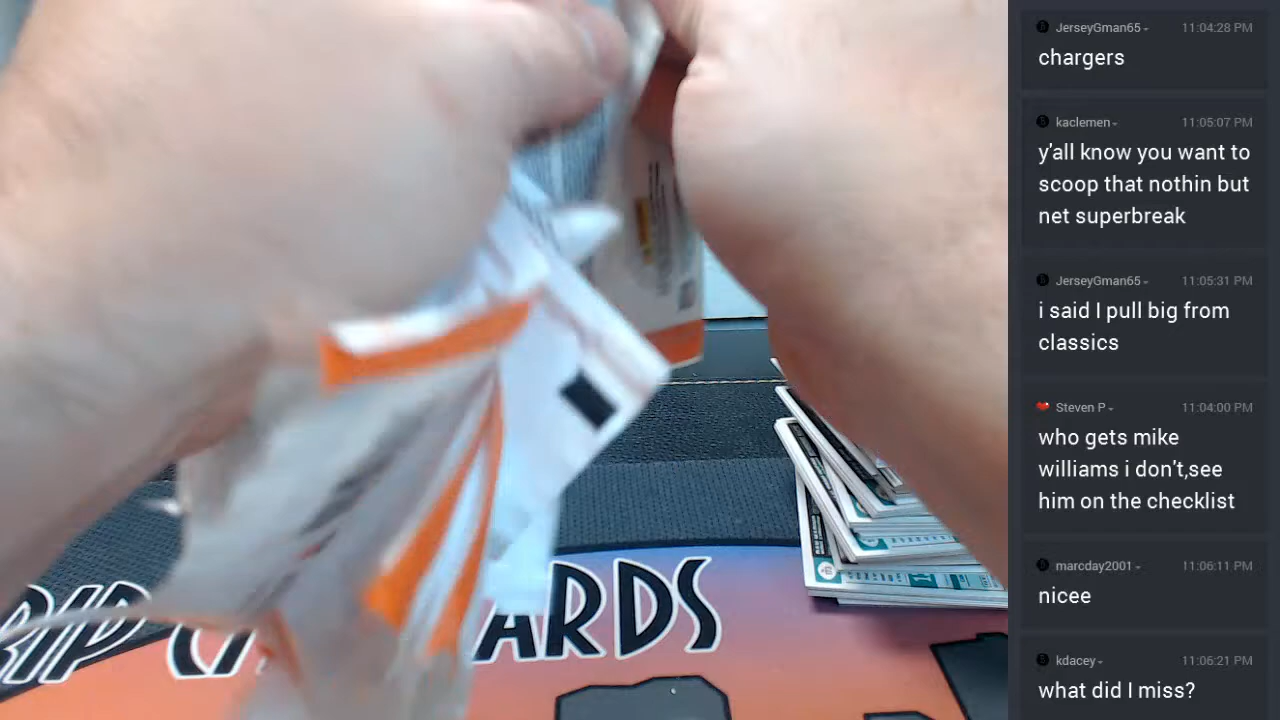 JerseyGman65 11:04:28 PM
chargers
kaclemen 11:05:07 PM
y'all know you want to
scoop that nothin but
net superbreak
JerseyGman65 11:05:31 PM
i said I pull big from
classics
Steven P 11:04:00 PM
who gets mike
williams i don't,see
him on the checklist
marcday2001 11:06:11 PM
nicee
kdacey 11:06:21 PM
what did I miss?
RIP
ARDS